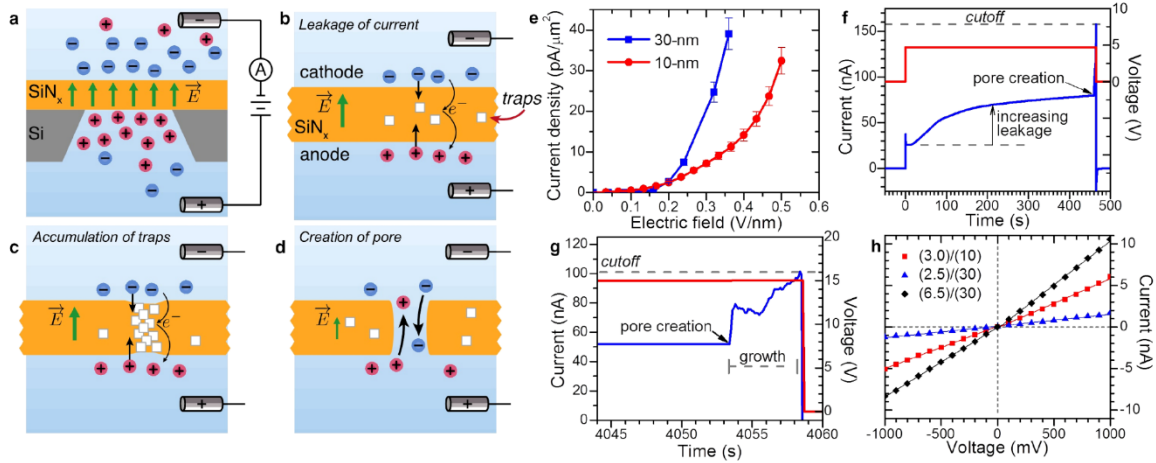 a
−
+
SiNx
E
Si
A
+
b
Leakage of current
−
cathode
E
e−
traps
SiNx
anode
+
c
Accumulation of traps
−
E
e−
+
d
Creation of pore
−
E
+
e
Current density (pA/μm²)
40
30
20
10
0
30-nm
10-nm
0.0 0.1 0.2 0.3 0.4 0.5 0.6
Electric field (V/nm)
f
Current (nA)
150
100
50
0
cutoff
pore creation
increasing
leakage
10
5
0
Voltage (V)
0 100 200 300 400 500
Time (s)
g
Current (nA)
120
100
80
60
40
20
0
cutoff
pore creation
growth
20
15
10
5
0
Voltage (V)
4045 4050 4055 4060
Time (s)
h
(3.0)/(10)
(2.5)/(30)
(6.5)/(30)
10
5
0
-5
-10
Current (nA)
-1000 -500 0 500 1000
Voltage (mV)